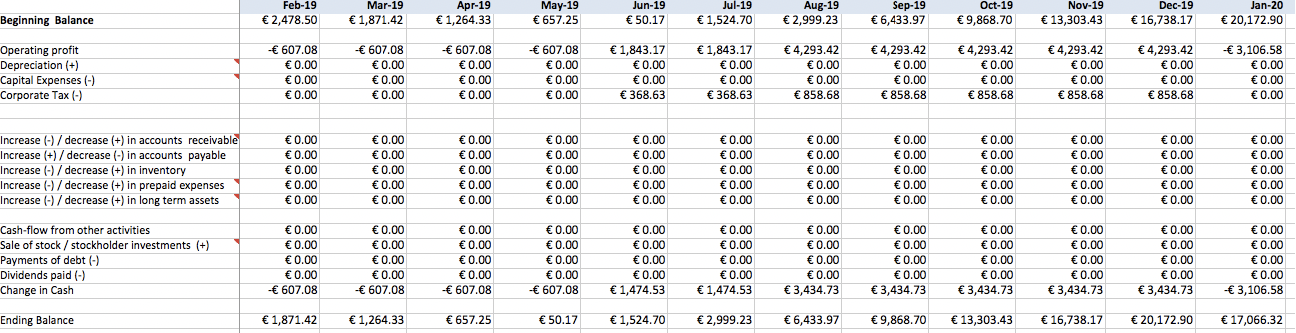 Feb-19 Mar-19 Apr-19 May-19 Jun-19 Jul-19 Aug-19 Sep-19 Oct-19 Nov-19 Dec-19 Jan-20
Beginning Balance € 2,478.50 € 1,871.42 € 1,264.33 € 657.25 € 50.17 € 1,524.70 € 2,999.23 € 6,433.97 € 9,868.70 € 13,303.43 € 16,738.17 € 20,172.90
Operating profit -€ 607.08 -€ 607.08 -€ 607.08 -€ 607.08 € 1,843.17 € 1,843.17 € 4,293.42 € 4,293.42 € 4,293.42 € 4,293.42 € 4,293.42 -€ 3,106.58
Depreciation (+) € 0.00 € 0.00 € 0.00 € 0.00 € 0.00 € 0.00 € 0.00 € 0.00 € 0.00 € 0.00 € 0.00 € 0.00
Capital Expenses (-) € 0.00 € 0.00 € 0.00 € 0.00 € 0.00 € 0.00 € 0.00 € 0.00 € 0.00 € 0.00 € 0.00 € 0.00
Corporate Tax (-) € 0.00 € 0.00 € 0.00 € 0.00 € 368.63 € 368.63 € 858.68 € 858.68 € 858.68 € 858.68 € 858.68 € 0.00
Increase (-) / decrease (+) in accounts receivable € 0.00 € 0.00 € 0.00 € 0.00 € 0.00 € 0.00 € 0.00 € 0.00 € 0.00 € 0.00 € 0.00 € 0.00
Increase (+) / decrease (-) in accounts payable € 0.00 € 0.00 € 0.00 € 0.00 € 0.00 € 0.00 € 0.00 € 0.00 € 0.00 € 0.00 € 0.00 € 0.00
Increase (-) / decrease (+) in inventory € 0.00 € 0.00 € 0.00 € 0.00 € 0.00 € 0.00 € 0.00 € 0.00 € 0.00 € 0.00 € 0.00 € 0.00
Increase (-) / decrease (+) in prepaid expenses € 0.00 € 0.00 € 0.00 € 0.00 € 0.00 € 0.00 € 0.00 € 0.00 € 0.00 € 0.00 € 0.00 € 0.00
Increase (-) / decrease (+) in long term assets € 0.00 € 0.00 € 0.00 € 0.00 € 0.00 € 0.00 € 0.00 € 0.00 € 0.00 € 0.00 € 0.00 € 0.00
Cash-flow from other activities € 0.00 € 0.00 € 0.00 € 0.00 € 0.00 € 0.00 € 0.00 € 0.00 € 0.00 € 0.00 € 0.00 € 0.00
Sale of stock / stockholder investments (+) € 0.00 € 0.00 € 0.00 € 0.00 € 0.00 € 0.00 € 0.00 € 0.00 € 0.00 € 0.00 € 0.00 € 0.00
Payments of debt (-) € 0.00 € 0.00 € 0.00 € 0.00 € 0.00 € 0.00 € 0.00 € 0.00 € 0.00 € 0.00 € 0.00 € 0.00
Dividends paid (-) € 0.00 € 0.00 € 0.00 € 0.00 € 0.00 € 0.00 € 0.00 € 0.00 € 0.00 € 0.00 € 0.00 € 0.00
Change in Cash -€ 607.08 -€ 607.08 -€ 607.08 -€ 607.08 € 1,474.53 € 1,474.53 € 3,434.73 € 3,434.73 € 3,434.73 € 3,434.73 € 3,434.73 -€ 3,106.58
Ending Balance € 1,871.42 € 1,264.33 € 657.25 € 50.17 € 1,524.70 € 2,999.23 € 6,433.97 € 9,868.70 € 13,303.43 € 16,738.17 € 20,172.90 € 17,066.32